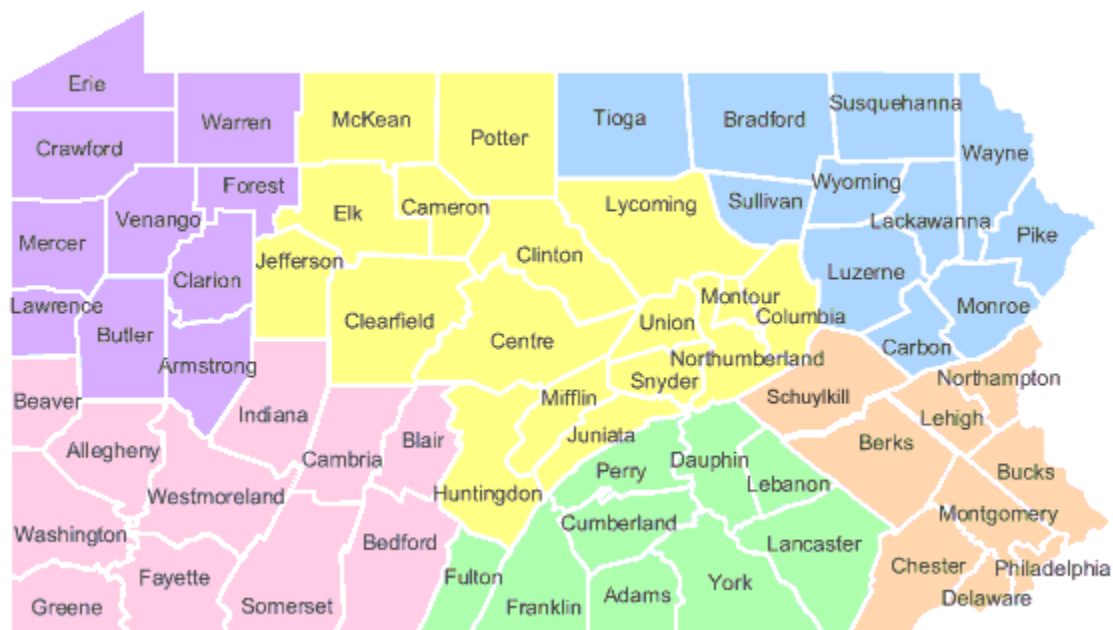 Erie
Warren
McKean
Potter
Tioga
Bradford
Susquehanna
Wayne
Crawford
Forest
Venango
Elk
Cameron
Lycoming
Sullivan
Wyoming
Lackawanna
Pike
Mercer
Clarion
Jefferson
Clinton
Luzerne
Monroe
Lawrence
Butler
Clearfield
Centre
Union
Montour
Columbia
Carbon
Armstrong
Northumberland
Snyder
Mifflin
Schuylkill
Northampton
Lehigh
Beaver
Indiana
Blair
Juniata
Berks
Allegheny
Cambria
Perry
Dauphin
Lebanon
Bucks
Westmoreland
Huntingdon
Montgomery
Washington
Bedford
Cumberland
Lancaster
Chester
Philadelphia
Fayette
Fulton
York
Delaware
Greene
Somerset
Franklin
Adams